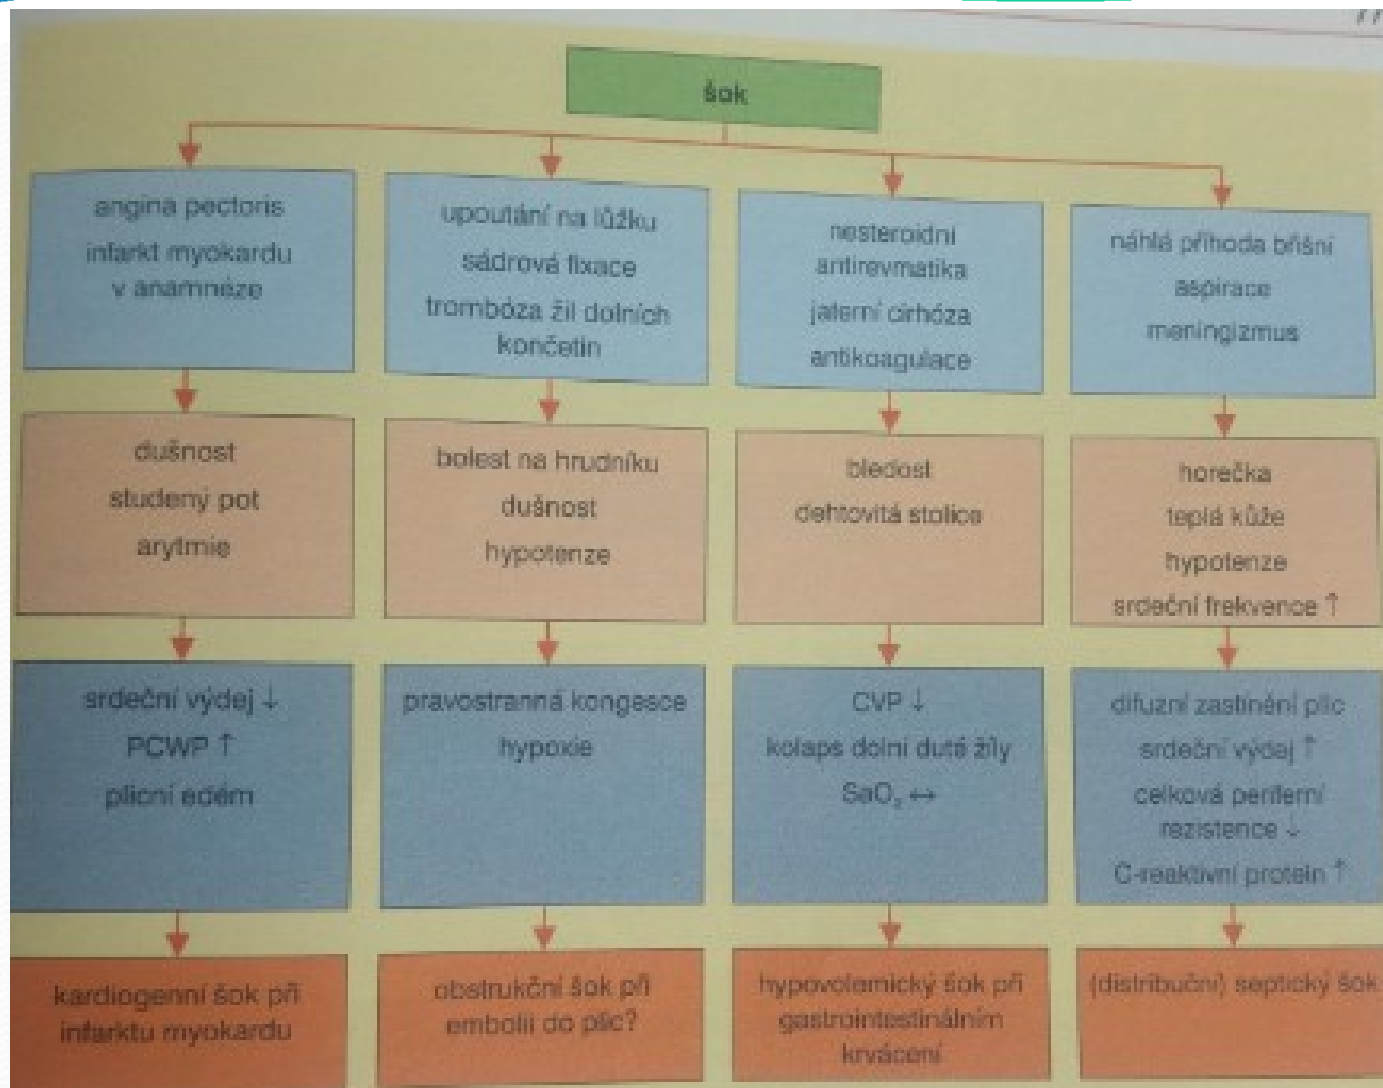 šok
angina pectoris
infarkt myokardu
v anamnéze
upoutání na lůžku
sádrová fixace
trombóza žil dolních
končetin
nesteroidní
antirevmatika
jaterní cirhóza
antikoagulace
náhlá příhoda břišní
aspirace
meningizmus
dušnost
studený pot
arytmie
bolest na hrudníku
dušnost
hypotenze
bledost
dehtovitá stolice
horečka
teplá kůže
hypotenze
srdeční frekvence ↑
srdeční výdej ↓
PCWP ↑
plicní edém
pravostranná kongesce
hypoxie
CVP ↓
kolaps dolní duté žíly
SaO₂ ↔
difuzní zastínění plic
srdeční výdej ↑
celková periferní
rezistence ↓
C-reaktivní protein ↑
kardiogenní šok při
infarktu myokardu
obstrukční šok při
embolii do plic?
hypovolemický šok při
gastrointestinálním
krvácení
(distribuční) septický šok